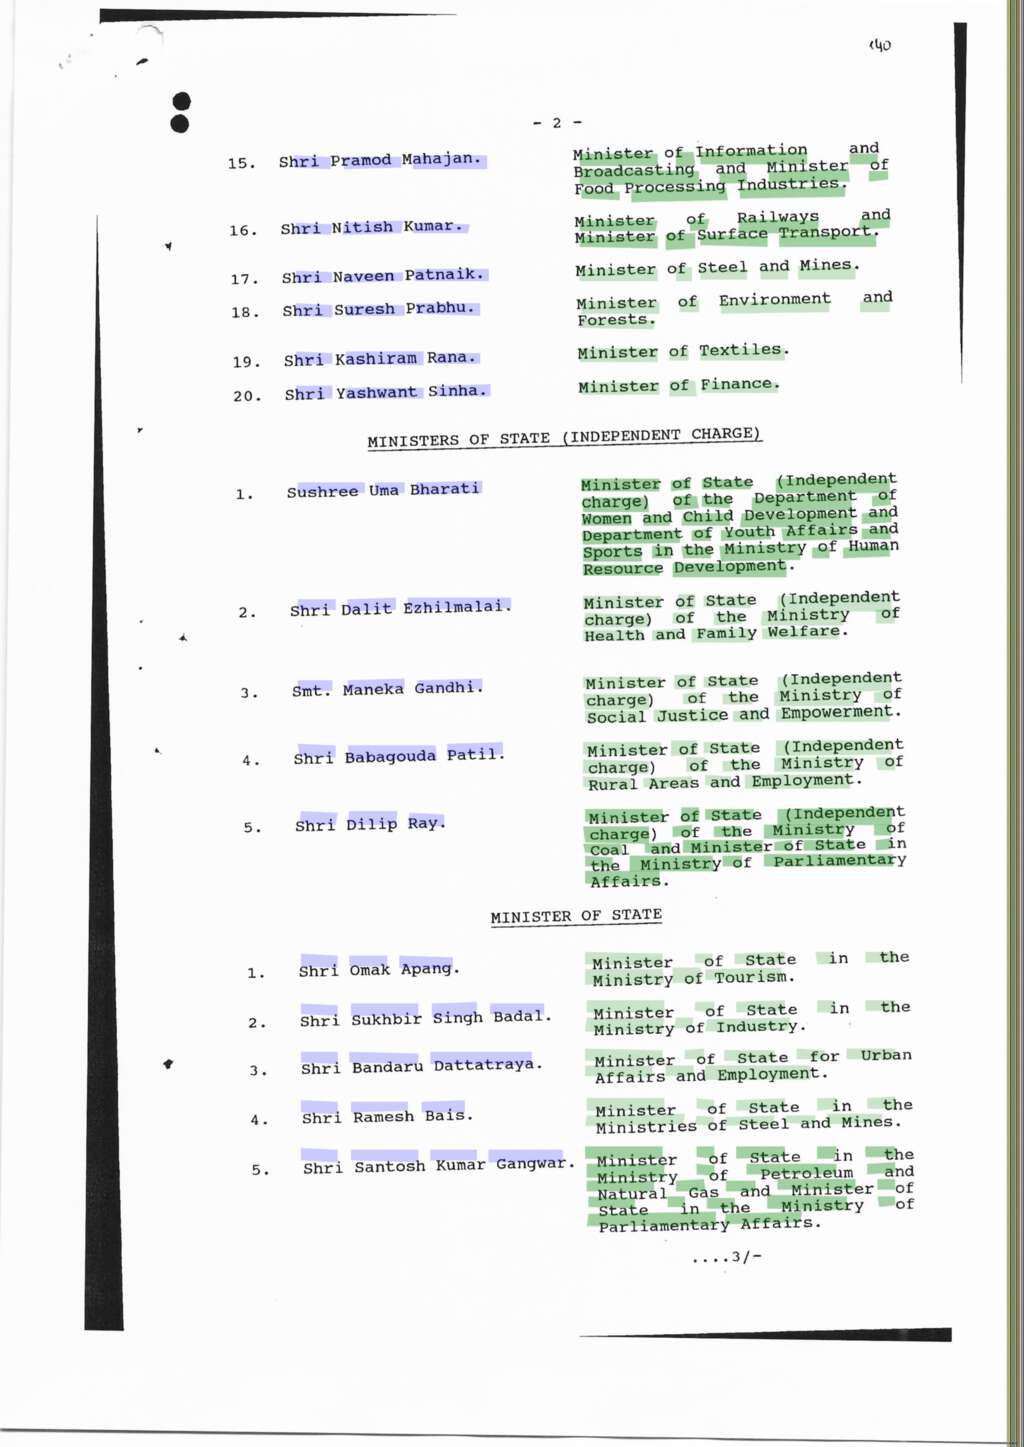 140
- 2 -
15. Shri Pramod Mahajan. Minister of Information and
Broadcasting and Minister of
Food Processing Industries.
16. Shri Nitish Kumar. Minister of Railways and
Minister of Surface Transport.
17. Shri Naveen Patnaik. Minister of Steel and Mines.
18. Shri Suresh Prabhu. Minister of Environment and
Forests.
19. Shri Kashiram Rana. Minister of Textiles.
20. Shri Yashwant Sinha. Minister of Finance.
MINISTERS OF STATE (INDEPENDENT CHARGE)
1. Sushree Uma Bharati Minister of State (Independent
charge) of the Department of
Women and Child Development and
Department of Youth Affairs and
Sports in the Ministry of Human
Resource Development.
2. Shri Dalit Ezhilmalai. Minister of State (Independent
charge) of the Ministry of
Health and Family Welfare.
3. Smt. Maneka Gandhi. Minister of State (Independent
charge) of the Ministry of
Social Justice and Empowerment.
4. Shri Babagouda Patil. Minister of State (Independent
charge) of the Ministry of
Rural Areas and Employment.
5. Shri Dilip Ray. Minister of State (Independent
charge) of the Ministry of
Coal and Minister of State in
the Ministry of Parliamentary
Affairs.
MINISTER OF STATE
1. Shri Omak Apang. Minister of State in the
Ministry of Tourism.
2. Shri Sukhbir Singh Badal. Minister of State in the
Ministry of Industry.
3. Shri Bandaru Dattatraya. Minister of State for Urban
Affairs and Employment.
4. Shri Ramesh Bais. Minister of State in the
Ministries of Steel and Mines.
5. Shri Santosh Kumar Gangwar. Minister of State in the
Ministry of Petroleum and
Natural Gas and Minister of
State in the Ministry of
Parliamentary Affairs.
....3/-